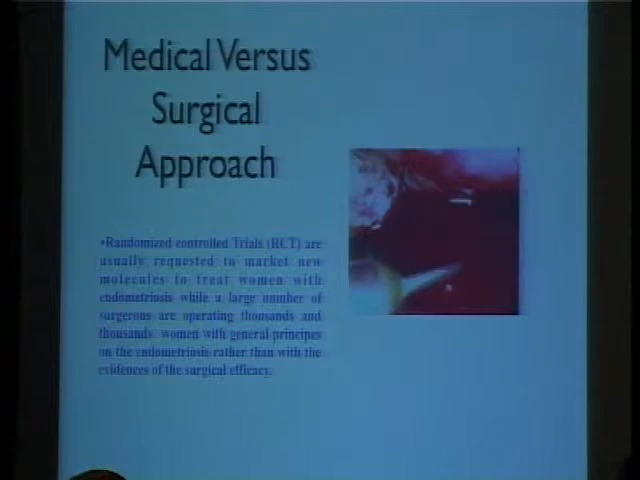 Medical Versus
Surgical
Approach
•Randomized controlled Trials (RCT) are
usually requested to market new
molecules to treat women with
endometriosis while a large number of
surgerons are operating thousands and
thousands women with general principes
on the endometriosis rather than with the
evidences of the surgical efficacy.